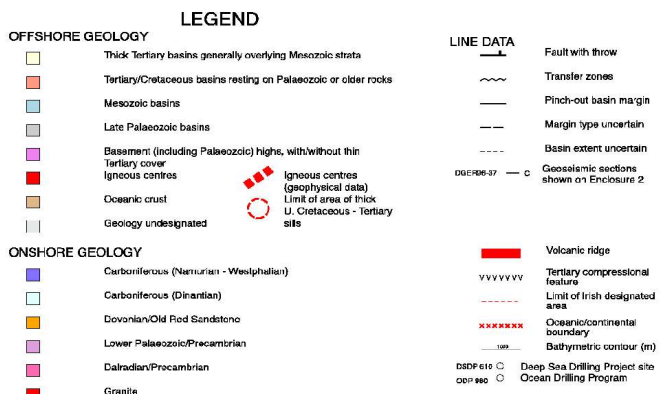 LEGEND
OFFSHORE GEOLOGY
Thick Tertiary basins generally overlying Mesozoic strata
Tertiary/Cretaceous basins resting on Palaeozoic or older rocks
Mesozoic basins
Late Palaeozoic basins
Basement (including Palaeozoic) highs, with/without thin
Tertiary cover
Igneous centres
Igneous centres
(geophysical data)
Oceanic crust
Limit of area of thick
U. Cretaceous - Tertiary
sills
Geology undesignated
ONSHORE GEOLOGY
Carboniferous (Namurian - Westphalian)
Carboniferous (Dinantian)
Devonian/Old Red Sandstone
Lower Palaeozoic/Precambrian
Dalradian/Precambrian
Granite
LINE DATA
Fault with throw
Transfer zones
Pinch-out basin margin
Margin type uncertain
Basin extent uncertain
DGER96-37 C Geoseismic sections
shown on Enclosure 2
Volcanic ridge
VVVVVVV Tertiary compressional
feature
Limit of Irish designated
area
xxxxxxx Oceanic/continental
boundary
Bathymetric contour (m)
DSDP 610 Deep Sea Drilling Project site
ODP 980 Ocean Drilling Program